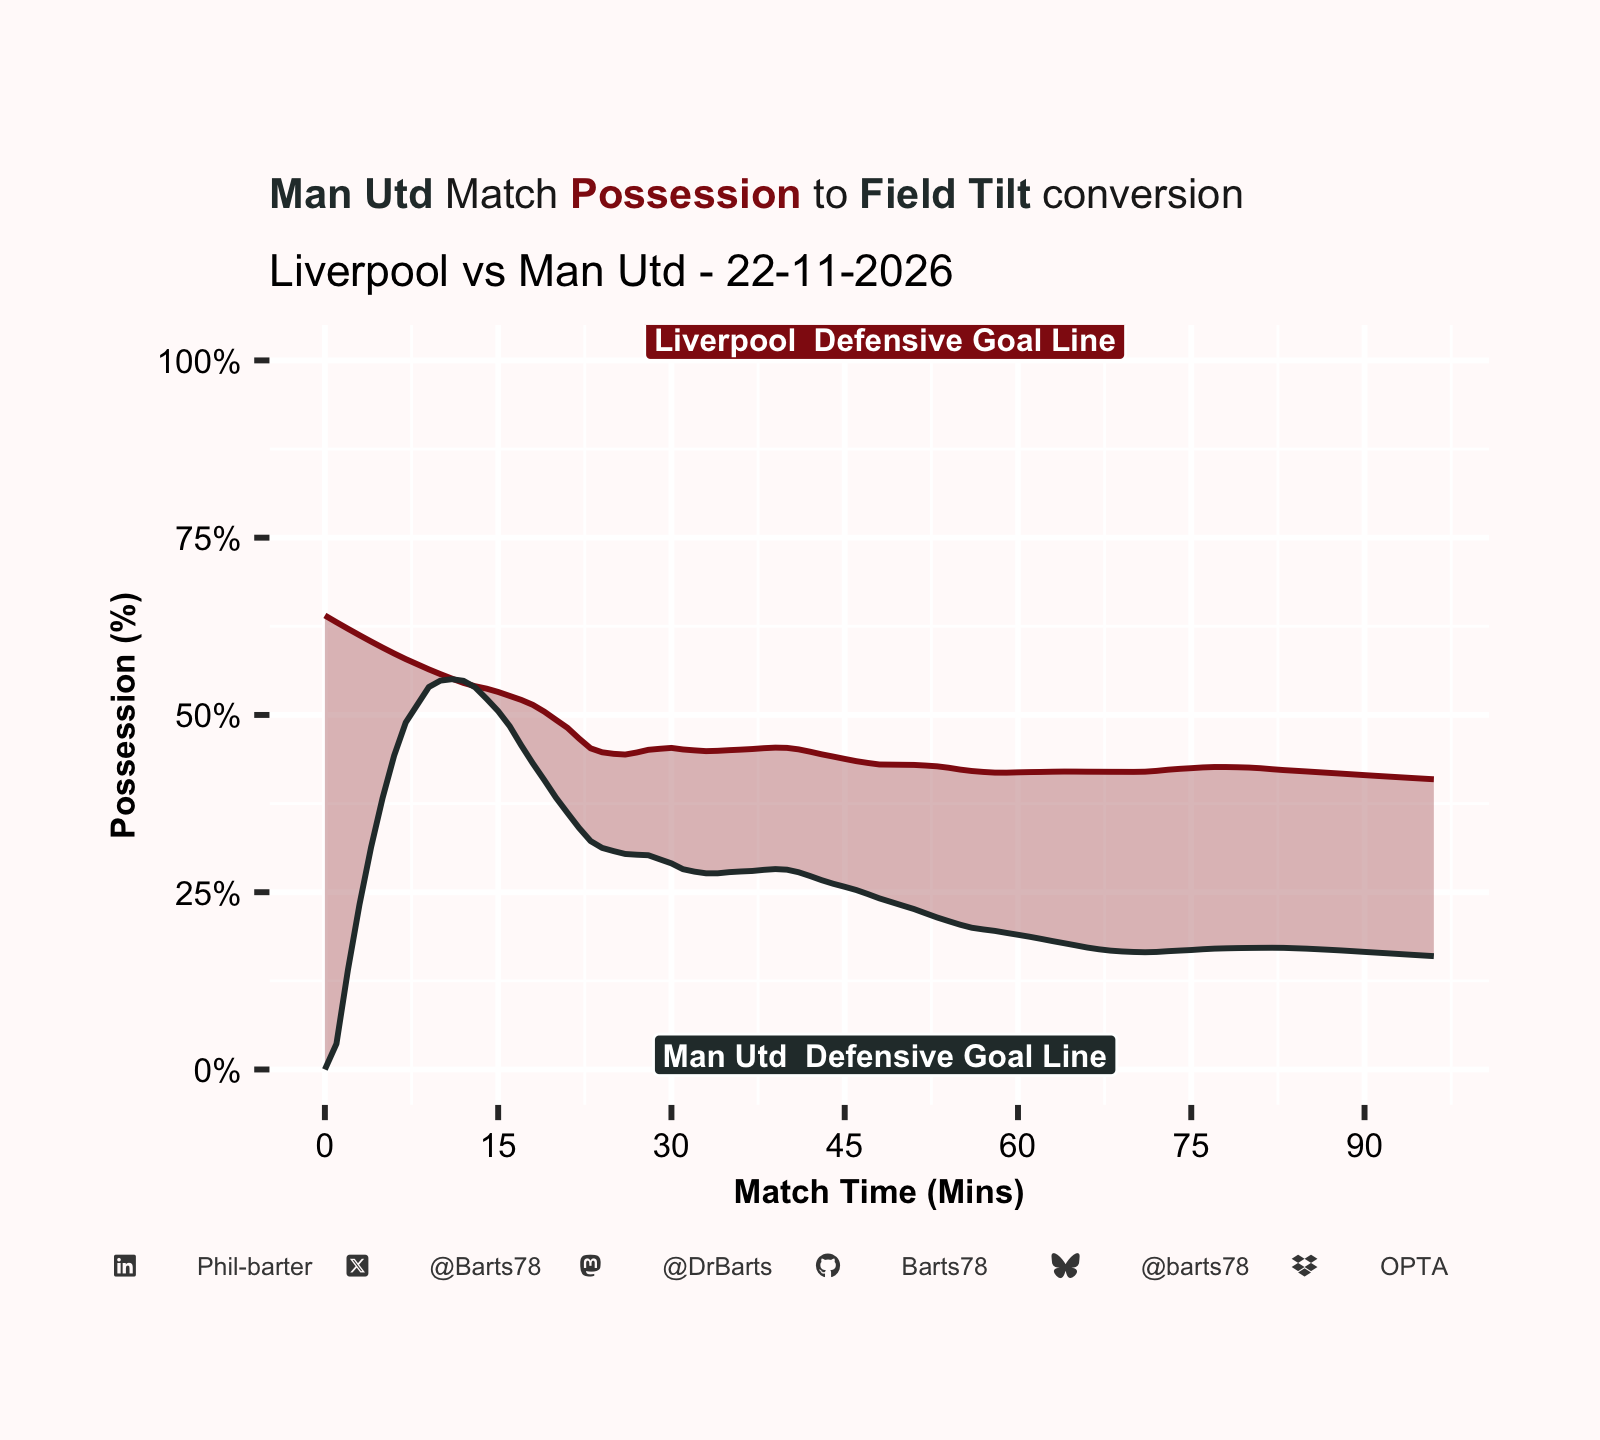 Man Utd Match Possession to Field Tilt conversion
Liverpool vs Man Utd - 22-11-2026
Liverpool  Defensive Goal Line
100%
75%
50%
25%
0%
Possession (%)
Man Utd  Defensive Goal Line
0 15 30 45 60 75 90
Match Time (Mins)
Phil-barter @Barts78 @DrBarts Barts78 @barts78 OPTA